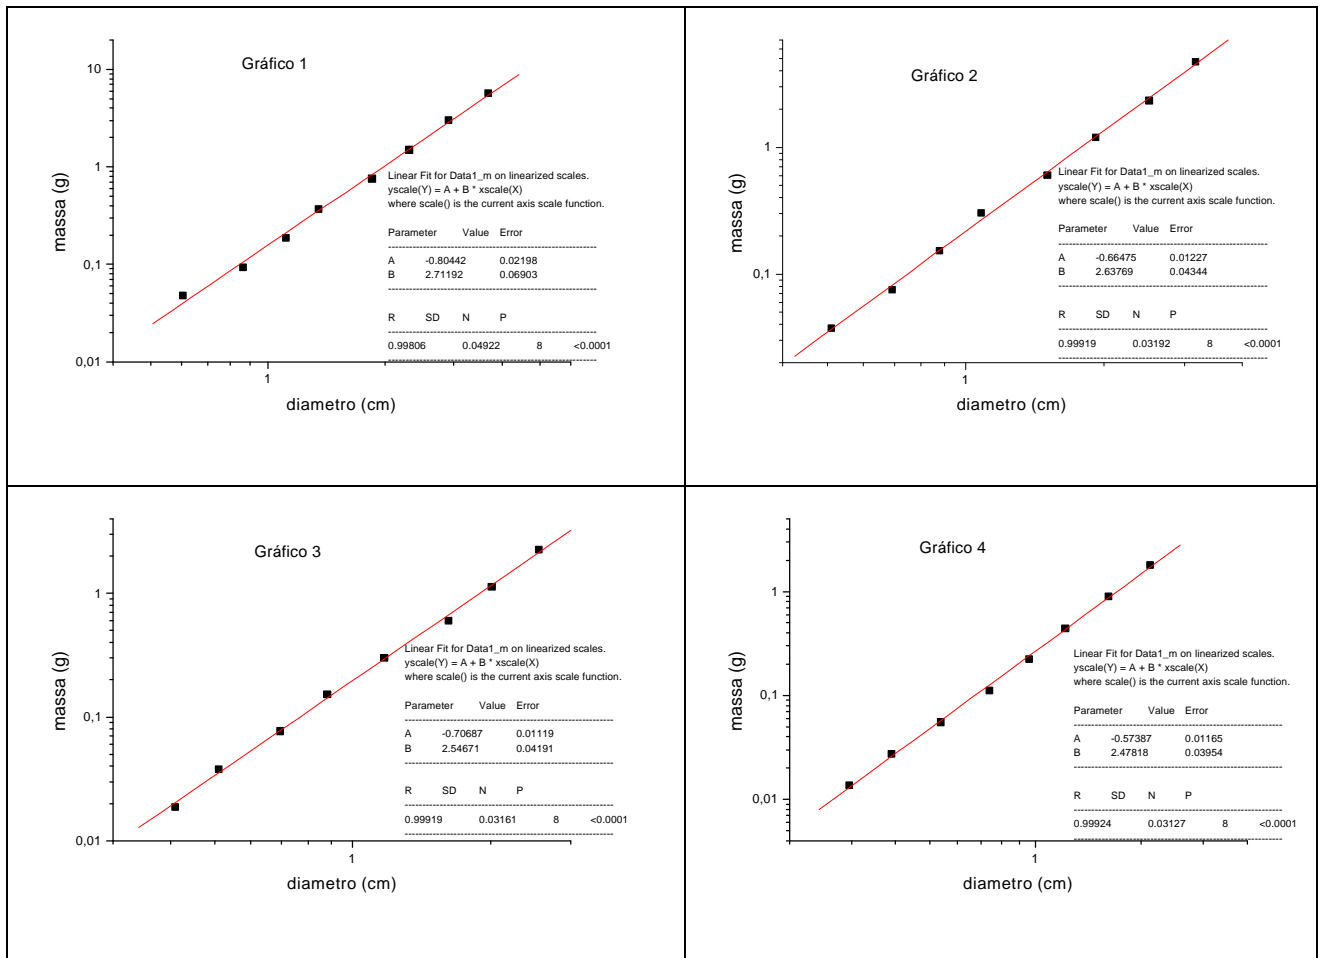 Gráfico 1
10
1
0,1
0,01
massa (g)
Linear Fit for Data1_m on linearized scales.
yscale(Y) = A + B * xscale(X)
where scale() is the current axis scale function.
Parameter Value Error
------------------------------------------------------------
A -0.80442 0.02198
B 2.71192 0.06903
------------------------------------------------------------
R SD N P
------------------------------------------------------------
0.99806 0.04922 8 <0.0001
------------------------------------------------------------
1
diametro (cm)
Gráfico 2
1
0,1
massa (g)
Linear Fit for Data1_m on linearized scales.
yscale(Y) = A + B * xscale(X)
where scale() is the current axis scale function.
Parameter Value Error
------------------------------------------------------------
A -0.66475 0.01227
B 2.63769 0.04344
------------------------------------------------------------
R SD N P
------------------------------------------------------------
0.99919 0.03192 8 <0.0001
------------------------------------------------------------
1
diametro (cm)
Gráfico 3
1
0,1
0,01
massa (g)
Linear Fit for Data1_m on linearized scales.
yscale(Y) = A + B * xscale(X)
where scale() is the current axis scale function.
Parameter Value Error
------------------------------------------------------------
A -0.70687 0.01119
B 2.54671 0.04191
------------------------------------------------------------
R SD N P
------------------------------------------------------------
0.99919 0.03161 8 <0.0001
------------------------------------------------------------
1
diametro (cm)
Gráfico 4
1
0,1
0,01
massa (g)
Linear Fit for Data1_m on linearized scales.
yscale(Y) = A + B * xscale(X)
where scale() is the current axis scale function.
Parameter Value Error
------------------------------------------------------------
A -0.57387 0.01165
B 2.47818 0.03954
------------------------------------------------------------
R SD N P
------------------------------------------------------------
0.99924 0.03127 8 <0.0001
------------------------------------------------------------
1
diametro (cm)